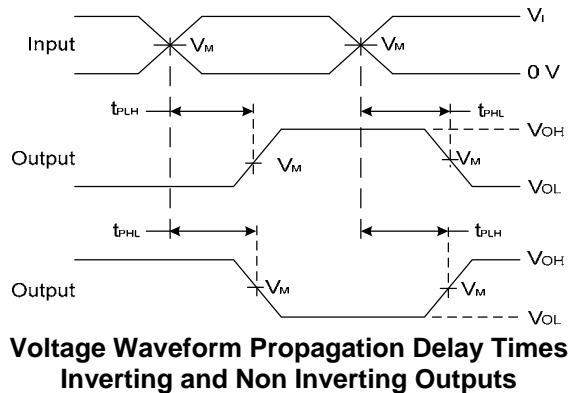 VI
Input VM VM
0 V
tPLH tPHL
VOH
Output VM VM
VOL
tPHL tPLH
VOH
Output VM VM
VOL
Voltage Waveform Propagation Delay Times
Inverting and Non Inverting Outputs